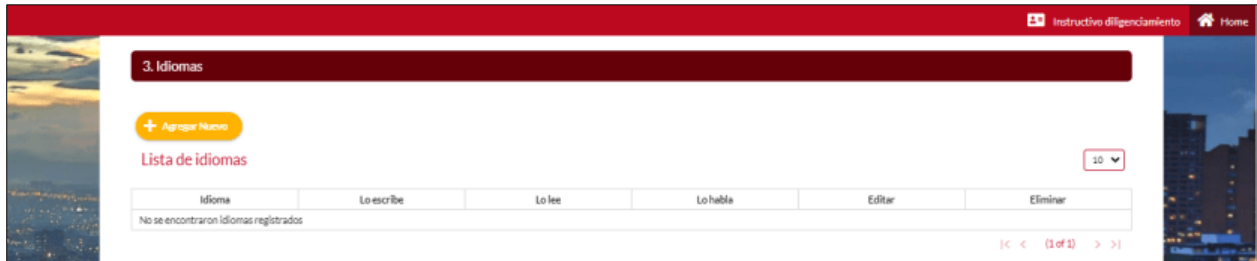 Instructivo diligenciamiento Home
3. Idiomas
Agregar Nuevo
Lista de idiomas 10
Idioma Lo escribe Lo lee Lo habla Editar Eliminar
No se encontraron idiomas registrados
|< < (1 of 1) > >|